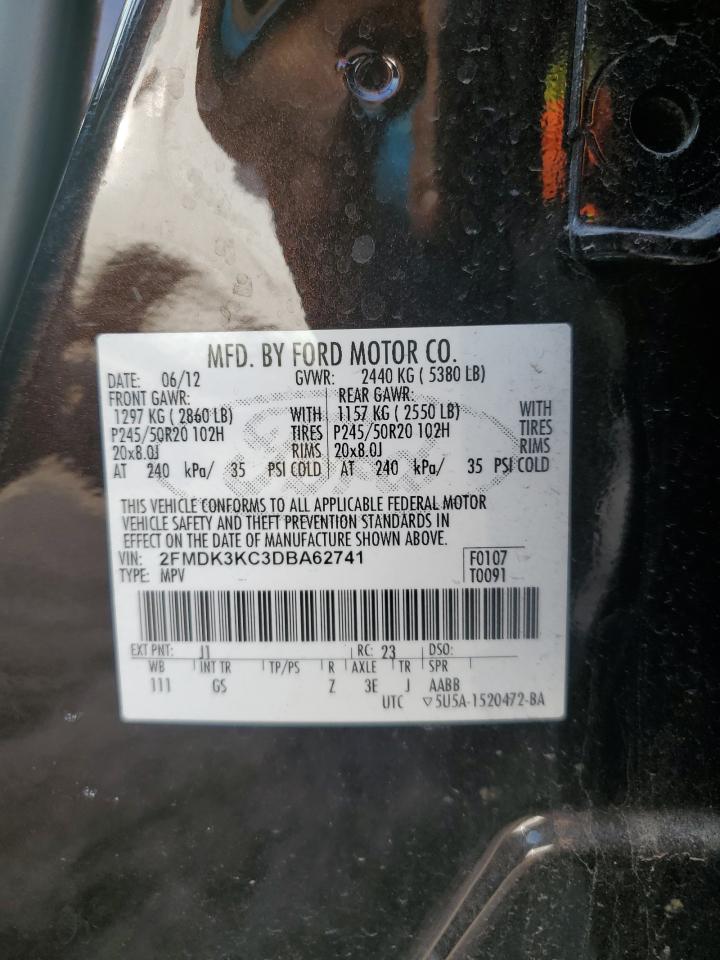 MFD. BY FORD MOTOR CO.
DATE: 06/12 GVWR: 2440 KG ( 5380 LB)
FRONT GAWR: REAR GAWR:
1297 KG ( 2860 LB) WITH 1157 KG ( 2550 LB) WITH
P245/50R20 102H TIRES P245/50R20 102H TIRES
20x8.0J RIMS 20x8.0J RIMS
AT 240 kPa/ 35 PSI COLD AT 240 kPa/ 35 PSI COLD
THIS VEHICLE CONFORMS TO ALL APPLICABLE FEDERAL MOTOR
VEHICLE SAFETY AND THEFT PREVENTION STANDARDS IN
EFFECT ON THE DATE OF MANUFACTURE SHOWN ABOVE.
VIN: 2FMDK3KC3DBA62741 F0107
TYPE: MPV T0091
EXT PNT: J1 RC: 23 DSO:
WB INT TR TP/PS R AXLE TR SPR
111 GS Z 3E J AABB
UTC ▽5U5A-1520472-BA